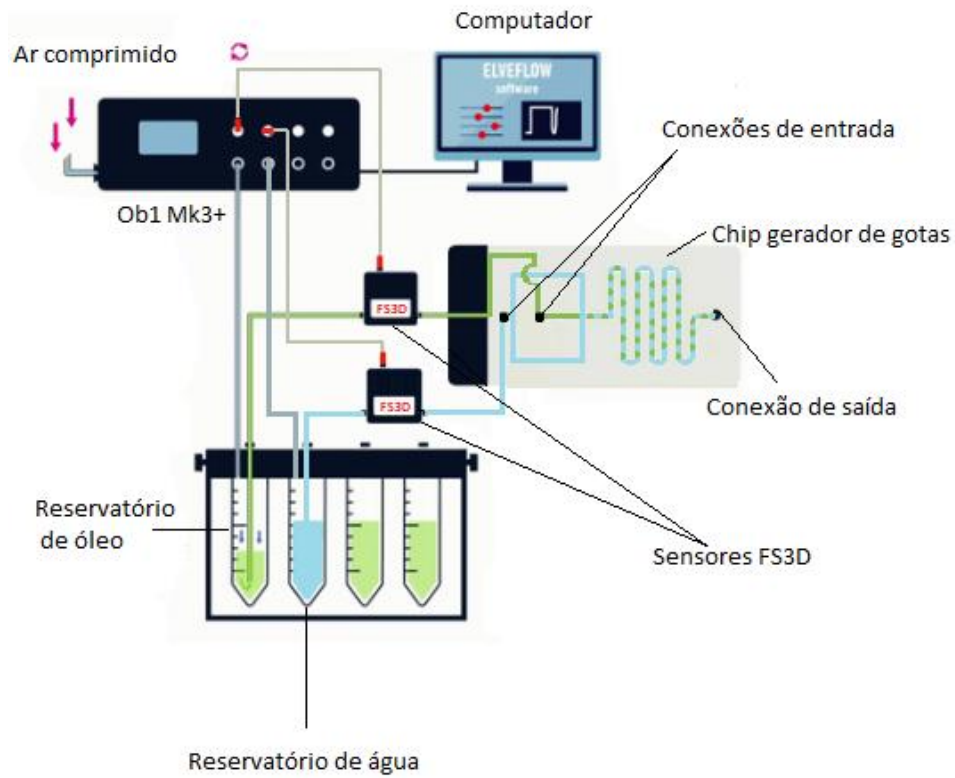 Computador
Ar comprimido
ELVEFLOW
software
Conexões de entrada
Ob1 Mk3+
Chip gerador de gotas
FS3D
FS3D
Conexão de saída
Reservatório
de óleo
Sensores FS3D
Reservatório de água